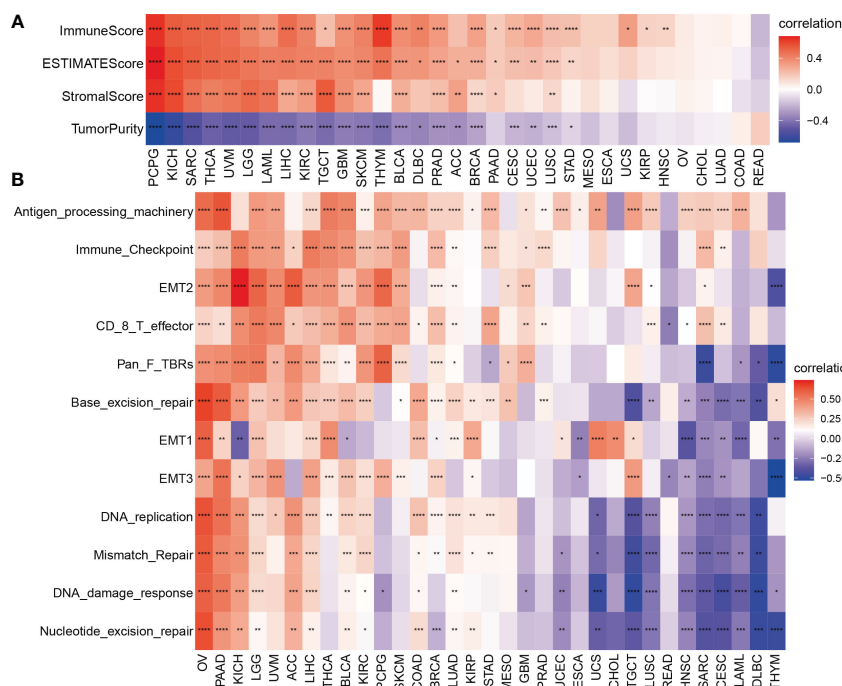 A
ImmuneScore
ESTIMATEScore
StromalScore
TumorPurity
PCPG KICH SARC THCA UVM LGG LAML LIHC KIRC TGCT GBM SKCM THYM BLCA DLBC PRAD ACC BRCA PAAD CESC UCEC LUSC STAD MESO ESCA UCS KIRP HNSC OV CHOL LUAD COAD READ
correlation
0.4
0.0
−0.4
B
Antigen_processing_machinery
Immune_Checkpoint
EMT2
CD_8_T_effector
Pan_F_TBRs
Base_excision_repair
EMT1
EMT3
DNA_replication
Mismatch_Repair
DNA_damage_response
Nucleotide_excision_repair
OV PAAD KICH LGG UVM ACC LIHC THCA BLCA KIRC PCPG SKCM COAD BRCA LUAD KIRP STAD MESO GBM PRAD UCEC ESCA UCS CHOL TGCT LUSC READ HNSC SARC CESC LAML DLBC THYM
correlatio
0.50
0.25
0.00
−0.25
−0.50